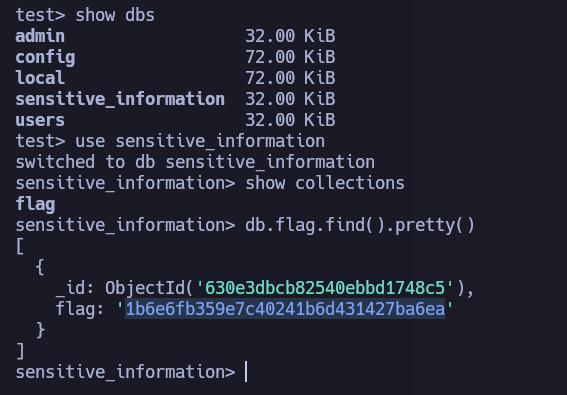 test> show dbs
admin                  32.00 KiB
config                 72.00 KiB
local                  72.00 KiB
sensitive_information  32.00 KiB
users                  32.00 KiB
test> use sensitive_information
switched to db sensitive_information
sensitive_information> show collections
flag
sensitive_information> db.flag.find().pretty()
[
  {
    _id: ObjectId('630e3dbcb82540ebbd1748c5'),
    flag: '1b6e6fb359e7c40241b6d431427ba6ea'
  }
]
sensitive_information>